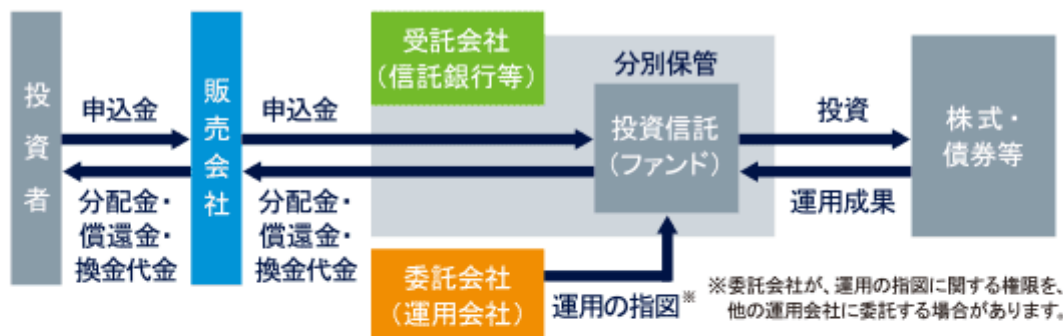 投資者
申込金
分配金・
償還金・
換金代金
販売会社
申込金
分配金・
償還金・
換金代金
受託会社
（信託銀行等）
分別保管
投資信託
（ファンド）
委託会社
（運用会社）
運用の指図※
投資
運用成果
株式・
債券等
※委託会社が、運用の指図に関する権限を、
他の運用会社に委託する場合があります。